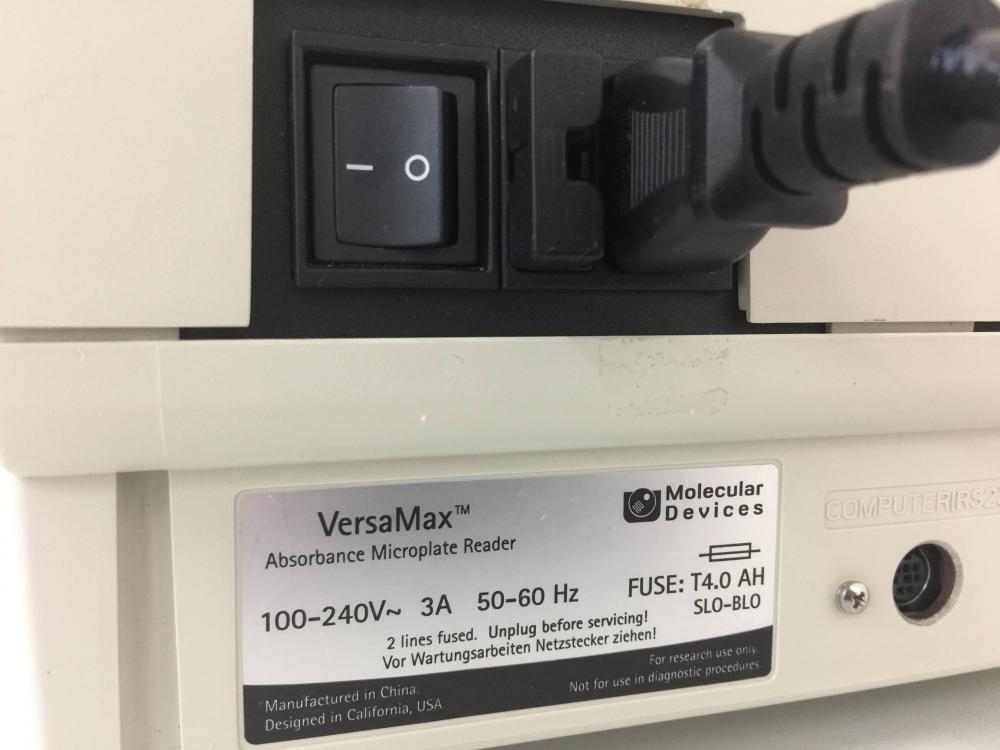 VersaMax™
Absorbance Microplate Reader
Molecular
Devices
100-240V~ 3A 50-60 Hz
FUSE: T4.0 AH
SLO-BLO
2 lines fused. Unplug before servicing!
Vor Wartungsarbeiten Netzstecker ziehen!
Manufactured in China.
Designed in California, USA.
For research use only.
Not for use in diagnostic procedures.
COMPUTER(RS23